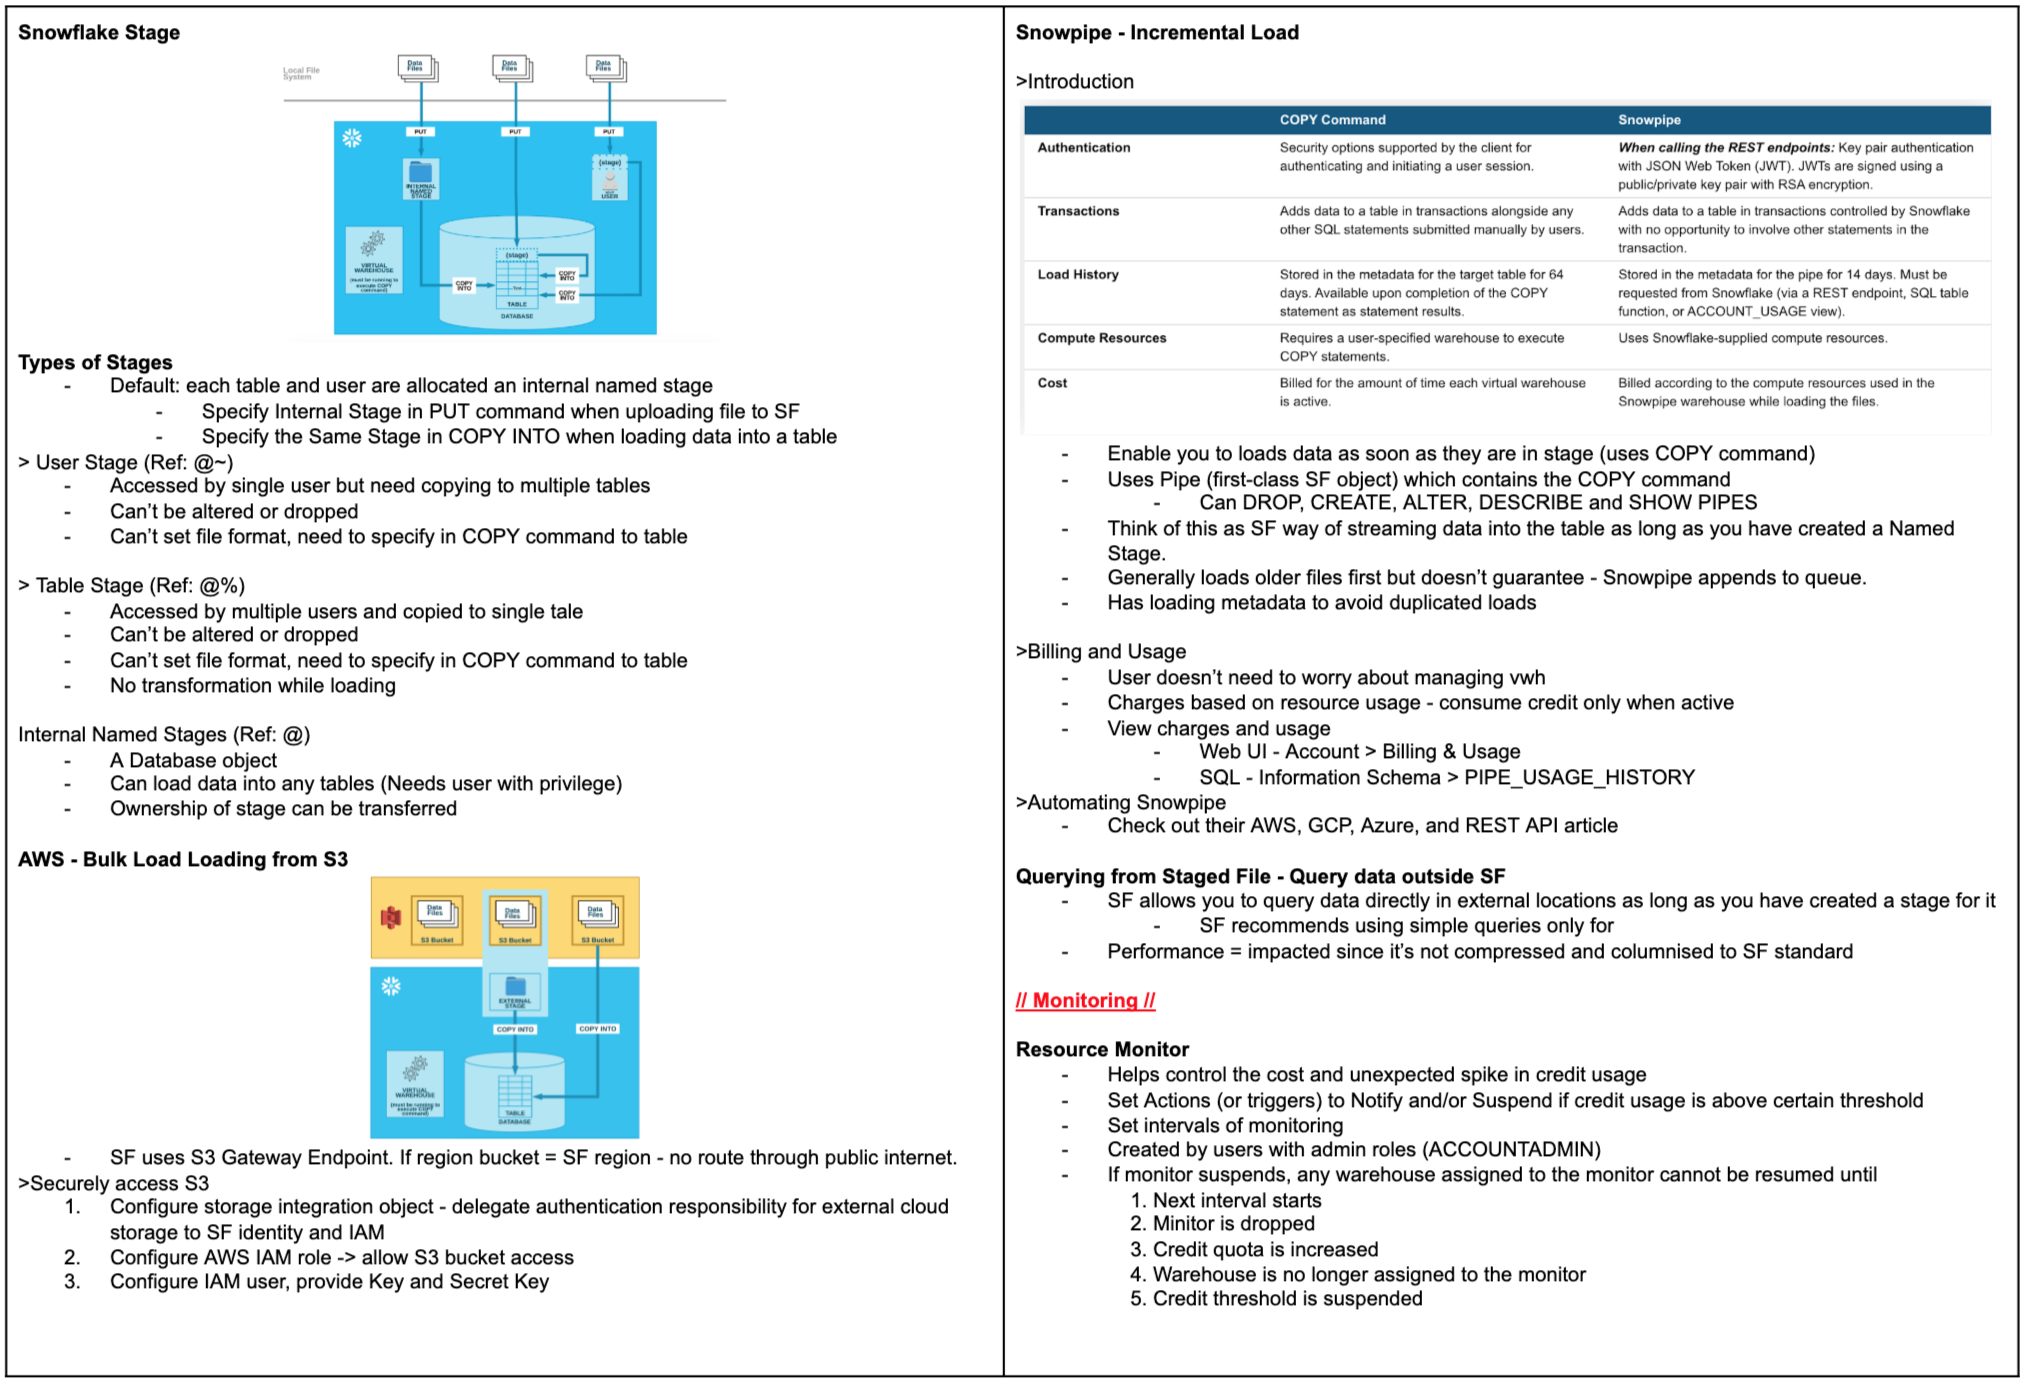 Snowflake Stage
Local File
System
Data
Files
Data
Files
Data
Files
PUT
PUT
PUT
INTERNAL
NAMED
STAGE
(stage)
USER
VIRTUAL
WAREHOUSE
(must be running to
execute COPY
command)
(stage)
COPY
INTO
COPY
INTO
COPY
INTO
TABLE
DATABASE
Types of Stages
- Default: each table and user are allocated an internal named stage
- Specify Internal Stage in PUT command when uploading file to SF
- Specify the Same Stage in COPY INTO when loading data into a table
> User Stage (Ref: @~)
- Accessed by single user but need copying to multiple tables
- Can't be altered or dropped
- Can't set file format, need to specify in COPY command to table
> Table Stage (Ref: @%)
- Accessed by multiple users and copied to single tale
- Can't be altered or dropped
- Can't set file format, need to specify in COPY command to table
- No transformation while loading
Internal Named Stages (Ref: @)
- A Database object
- Can load data into any tables (Needs user with privilege)
- Ownership of stage can be transferred
AWS - Bulk Load Loading from S3
Data
Files
Data
Files
Data
Files
S3 Bucket
S3 Bucket
S3 Bucket
EXTERNAL
STAGE
COPY INTO
COPY INTO
VIRTUAL
WAREHOUSE
(must be running to
execute COPY
command)
TABLE
DATABASE
- SF uses S3 Gateway Endpoint. If region bucket = SF region - no route through public internet.
>Securely access S3
1. Configure storage integration object - delegate authentication responsibility for external cloud
storage to SF identity and IAM
2. Configure AWS IAM role -> allow S3 bucket access
3. Configure IAM user, provide Key and Secret Key
Snowpipe - Incremental Load
>Introduction
COPY Command Snowpipe
Authentication
Security options supported by the client for
authenticating and initiating a user session.
When calling the REST endpoints: Key pair authentication
with JSON Web Token (JWT). JWTs are signed using a
public/private key pair with RSA encryption.
Transactions
Adds data to a table in transactions alongside any
other SQL statements submitted manually by users.
Adds data to a table in transactions controlled by Snowflake
with no opportunity to involve other statements in the
transaction.
Load History
Stored in the metadata for the target table for 64
days. Available upon completion of the COPY
statement as statement results.
Stored in the metadata for the pipe for 14 days. Must be
requested from Snowflake (via a REST endpoint, SQL table
function, or ACCOUNT_USAGE view).
Compute Resources
Requires a user-specified warehouse to execute
COPY statements.
Uses Snowflake-supplied compute resources.
Cost
Billed for the amount of time each virtual warehouse
is active.
Billed according to the compute resources used in the
Snowpipe warehouse while loading the files.
- Enable you to loads data as soon as they are in stage (uses COPY command)
- Uses Pipe (first-class SF object) which contains the COPY command
- Can DROP, CREATE, ALTER, DESCRIBE and SHOW PIPES
- Think of this as SF way of streaming data into the table as long as you have created a Named
Stage.
- Generally loads older files first but doesn't guarantee - Snowpipe appends to queue.
- Has loading metadata to avoid duplicated loads
>Billing and Usage
- User doesn't need to worry about managing vwh
- Charges based on resource usage - consume credit only when active
- View charges and usage
- Web UI - Account > Billing & Usage
- SQL - Information Schema > PIPE_USAGE_HISTORY
>Automating Snowpipe
- Check out their AWS, GCP, Azure, and REST API article
Querying from Staged File - Query data outside SF
- SF allows you to query data directly in external locations as long as you have created a stage for it
- SF recommends using simple queries only for
- Performance = impacted since it's not compressed and columnised to SF standard
// Monitoring //
Resource Monitor
- Helps control the cost and unexpected spike in credit usage
- Set Actions (or triggers) to Notify and/or Suspend if credit usage is above certain threshold
- Set intervals of monitoring
- Created by users with admin roles (ACCOUNTADMIN)
- If monitor suspends, any warehouse assigned to the monitor cannot be resumed until
1. Next interval starts
2. Minitor is dropped
3. Credit quota is increased
4. Warehouse is no longer assigned to the monitor
5. Credit threshold is suspended